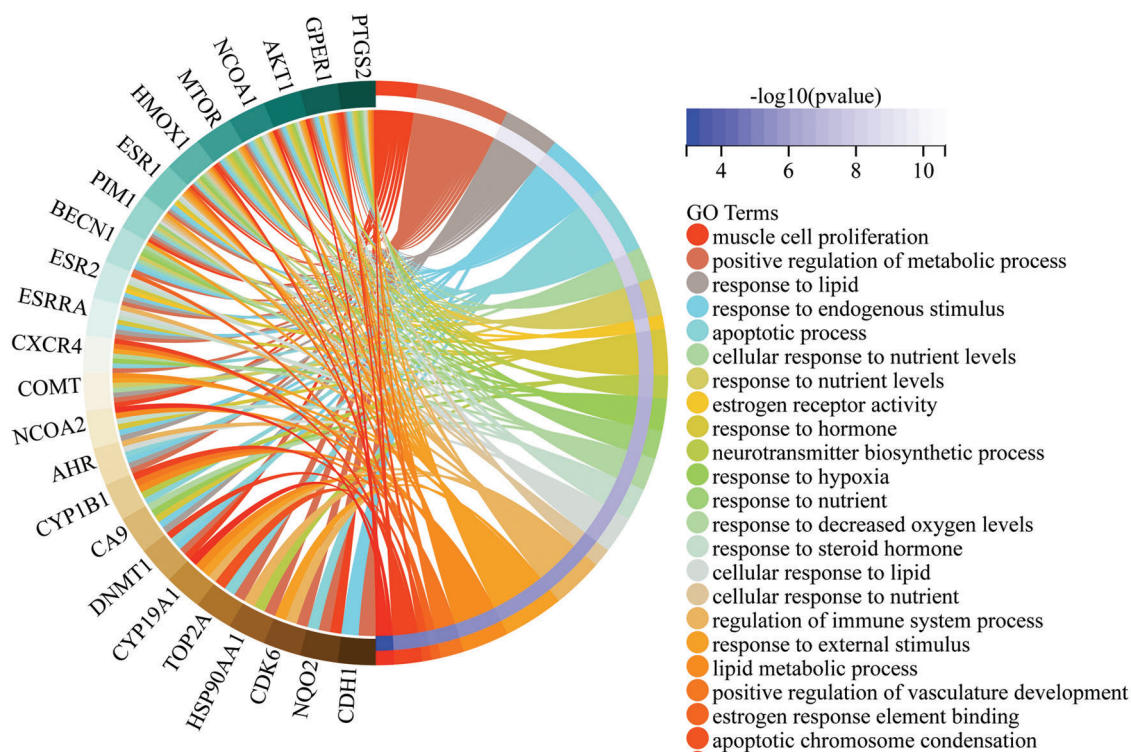 PTGS2
GPER1
AKT1
NCOA1
MTOR
HMOX1
ESR1
PIM1
BECN1
ESR2
ESRRA
CXCR4
COMT
NCOA2
AHR
CYP1B1
CA9
DNMT1
CYP19A1
TOP2A
HSP90AA1
CDK6
NQO2
CDH1
-log10(pvalue)
4 6 8 10
GO Terms
muscle cell proliferation
positive regulation of metabolic process
response to lipid
response to endogenous stimulus
apoptotic process
cellular response to nutrient levels
response to nutrient levels
estrogen receptor activity
response to hormone
neurotransmitter biosynthetic process
response to hypoxia
response to nutrient
response to decreased oxygen levels
response to steroid hormone
cellular response to lipid
cellular response to nutrient
regulation of immune system process
response to external stimulus
lipid metabolic process
positive regulation of vasculature development
estrogen response element binding
apoptotic chromosome condensation